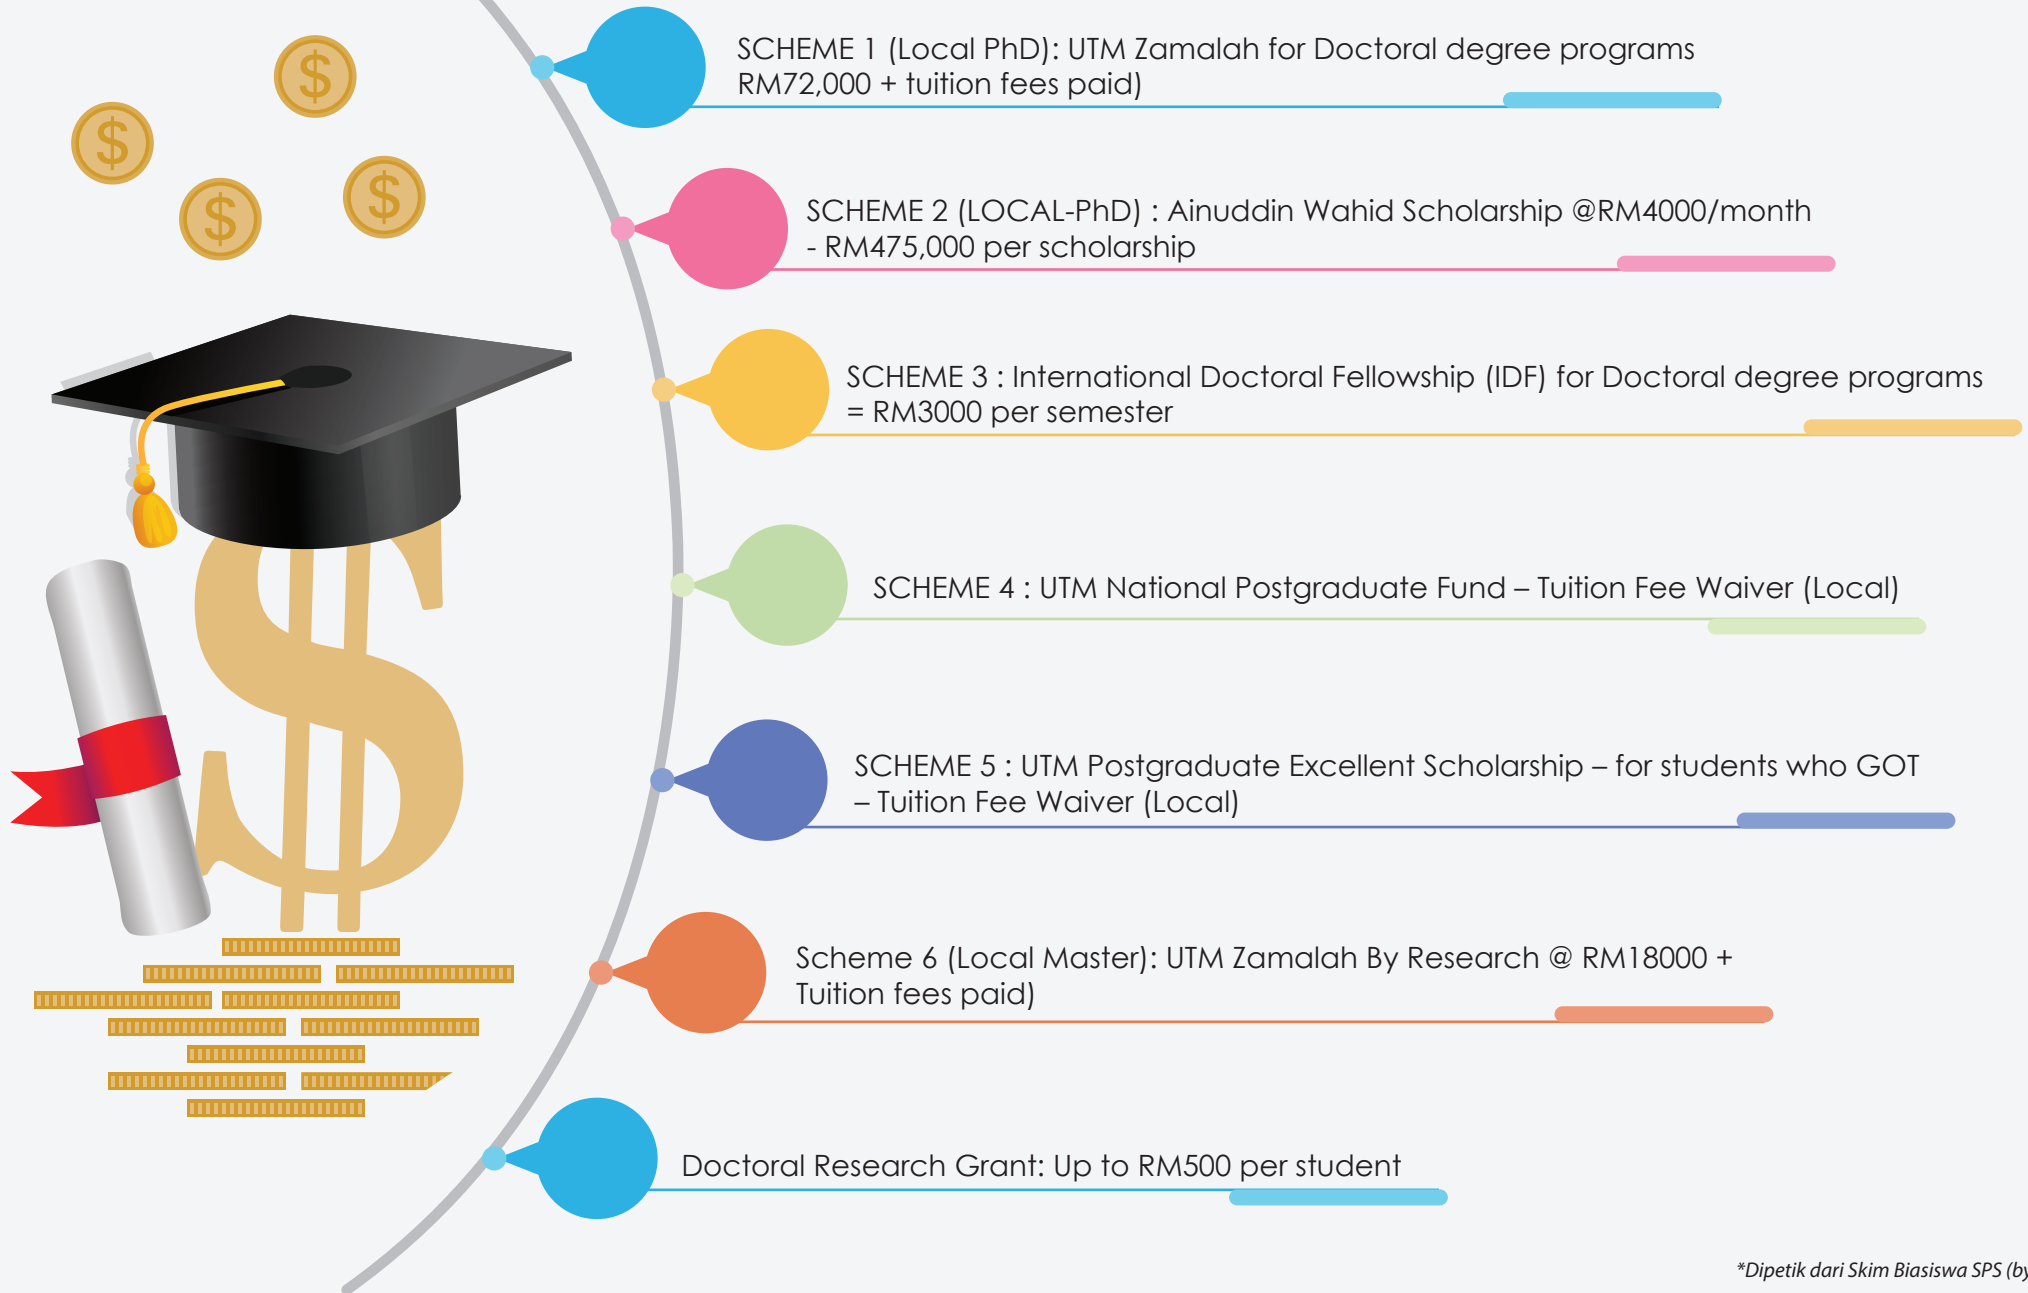 SCHEME 1 (Local PhD): UTM Zamalah for Doctoral degree programs
RM72,000 + tuition fees paid)
SCHEME 2 (LOCAL-PhD) : Ainuddin Wahid Scholarship @RM4000/month
- RM475,000 per scholarship
SCHEME 3 : International Doctoral Fellowship (IDF) for Doctoral degree programs
= RM3000 per semester
SCHEME 4 : UTM National Postgraduate Fund – Tuition Fee Waiver (Local)
SCHEME 5 : UTM Postgraduate Excellent Scholarship – for students who GOT
– Tuition Fee Waiver (Local)
Scheme 6 (Local Master): UTM Zamalah By Research @ RM18000 +
Tuition fees paid)
Doctoral Research Grant: Up to RM500 per student
*Dipetik dari Skim Biasiswa SPS (by